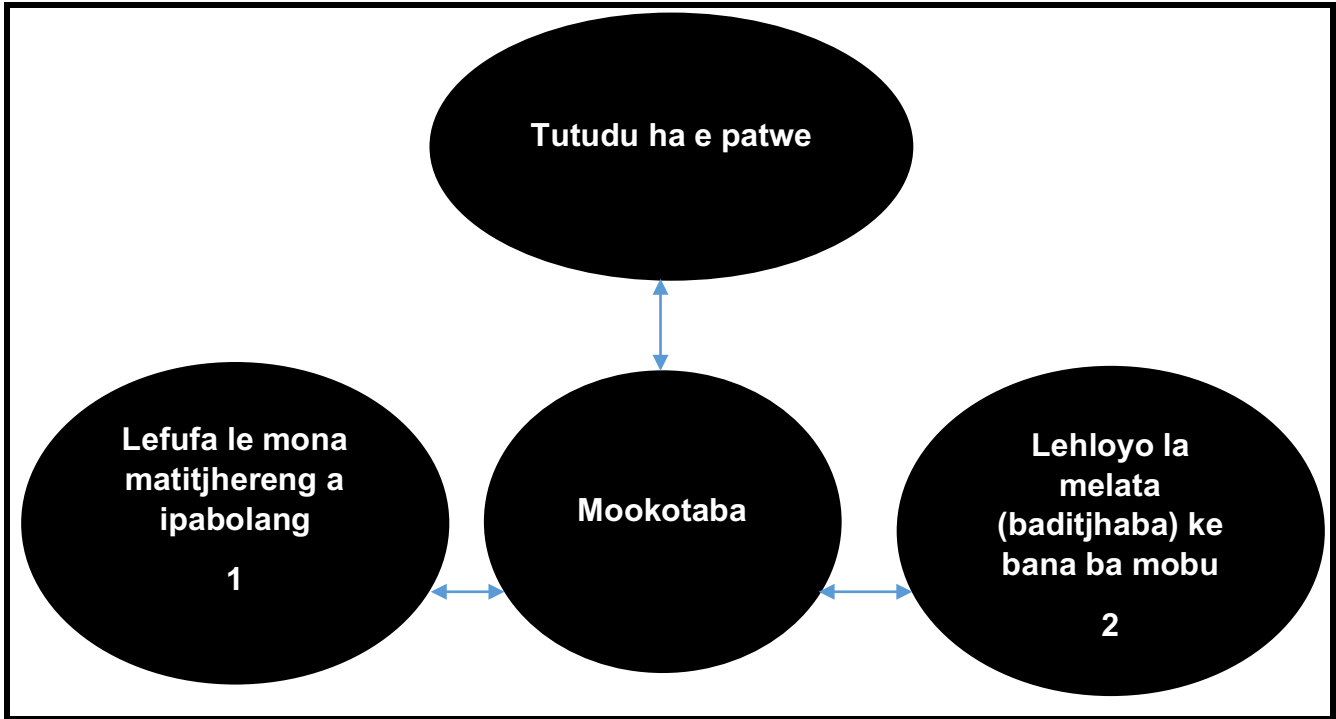 Tutudu ha e patwe
Lefufa le mona
matitjhereng a
ipabolang
1
Mookotaba
Lehloyo la
melata
(baditjhaba) ke
bana ba mobu
2